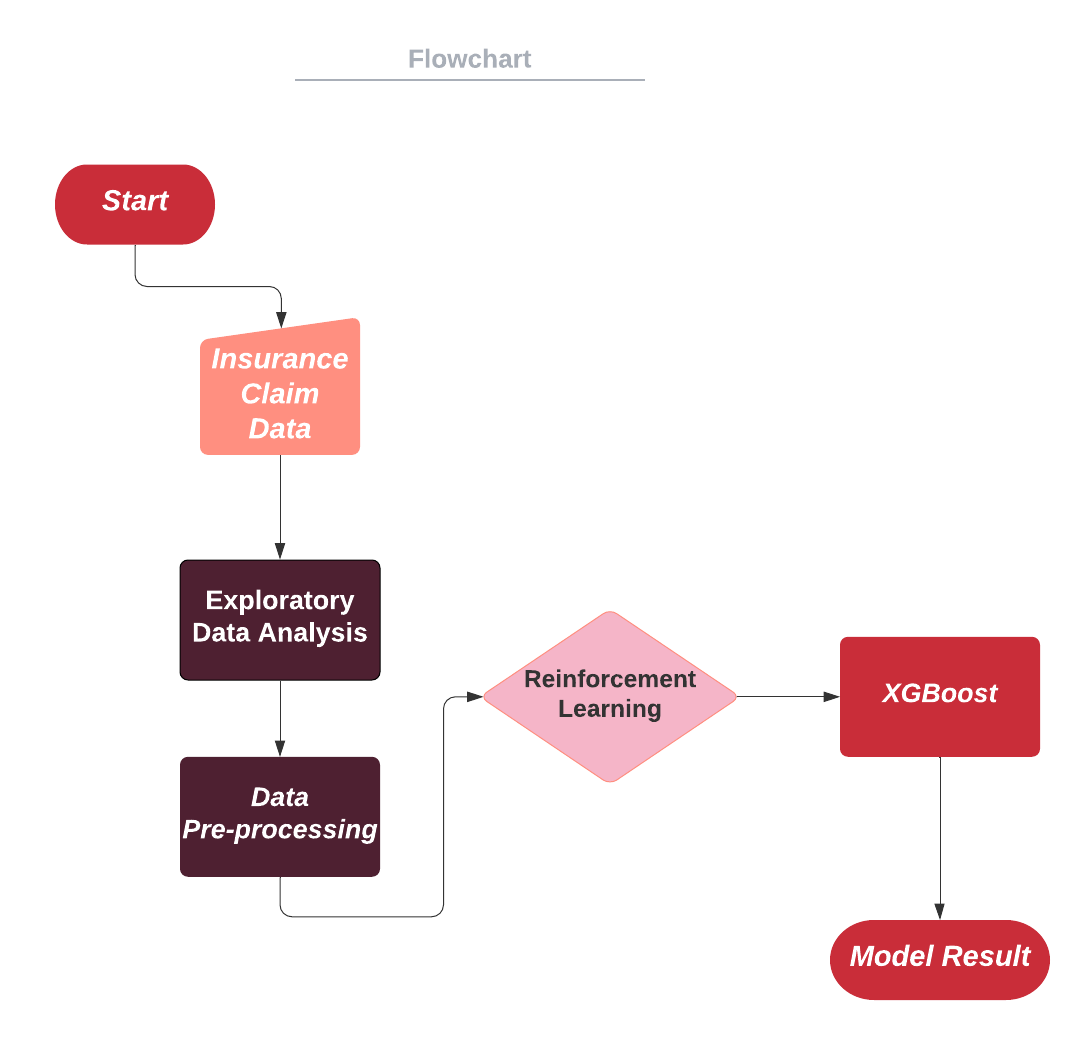 Flowchart
Start
Insurance
Claim
Data
Exploratory
Data Analysis
Data
Pre-processing
Reinforcement
Learning
XGBoost
Model Result